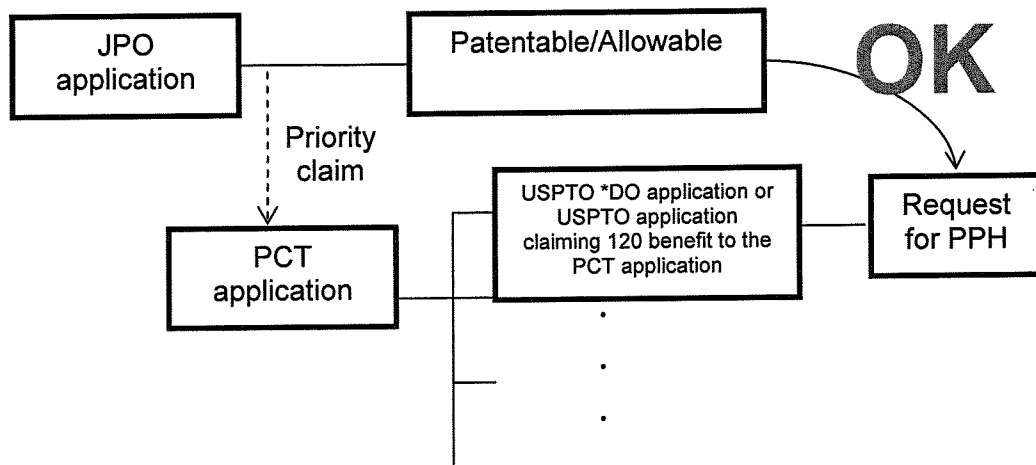 JPO
application
Patentable/Allowable
OK
Priority
claim
PCT
application
USPTO *DO application or
USPTO application
claiming 120 benefit to the
PCT application
Request
for PPH